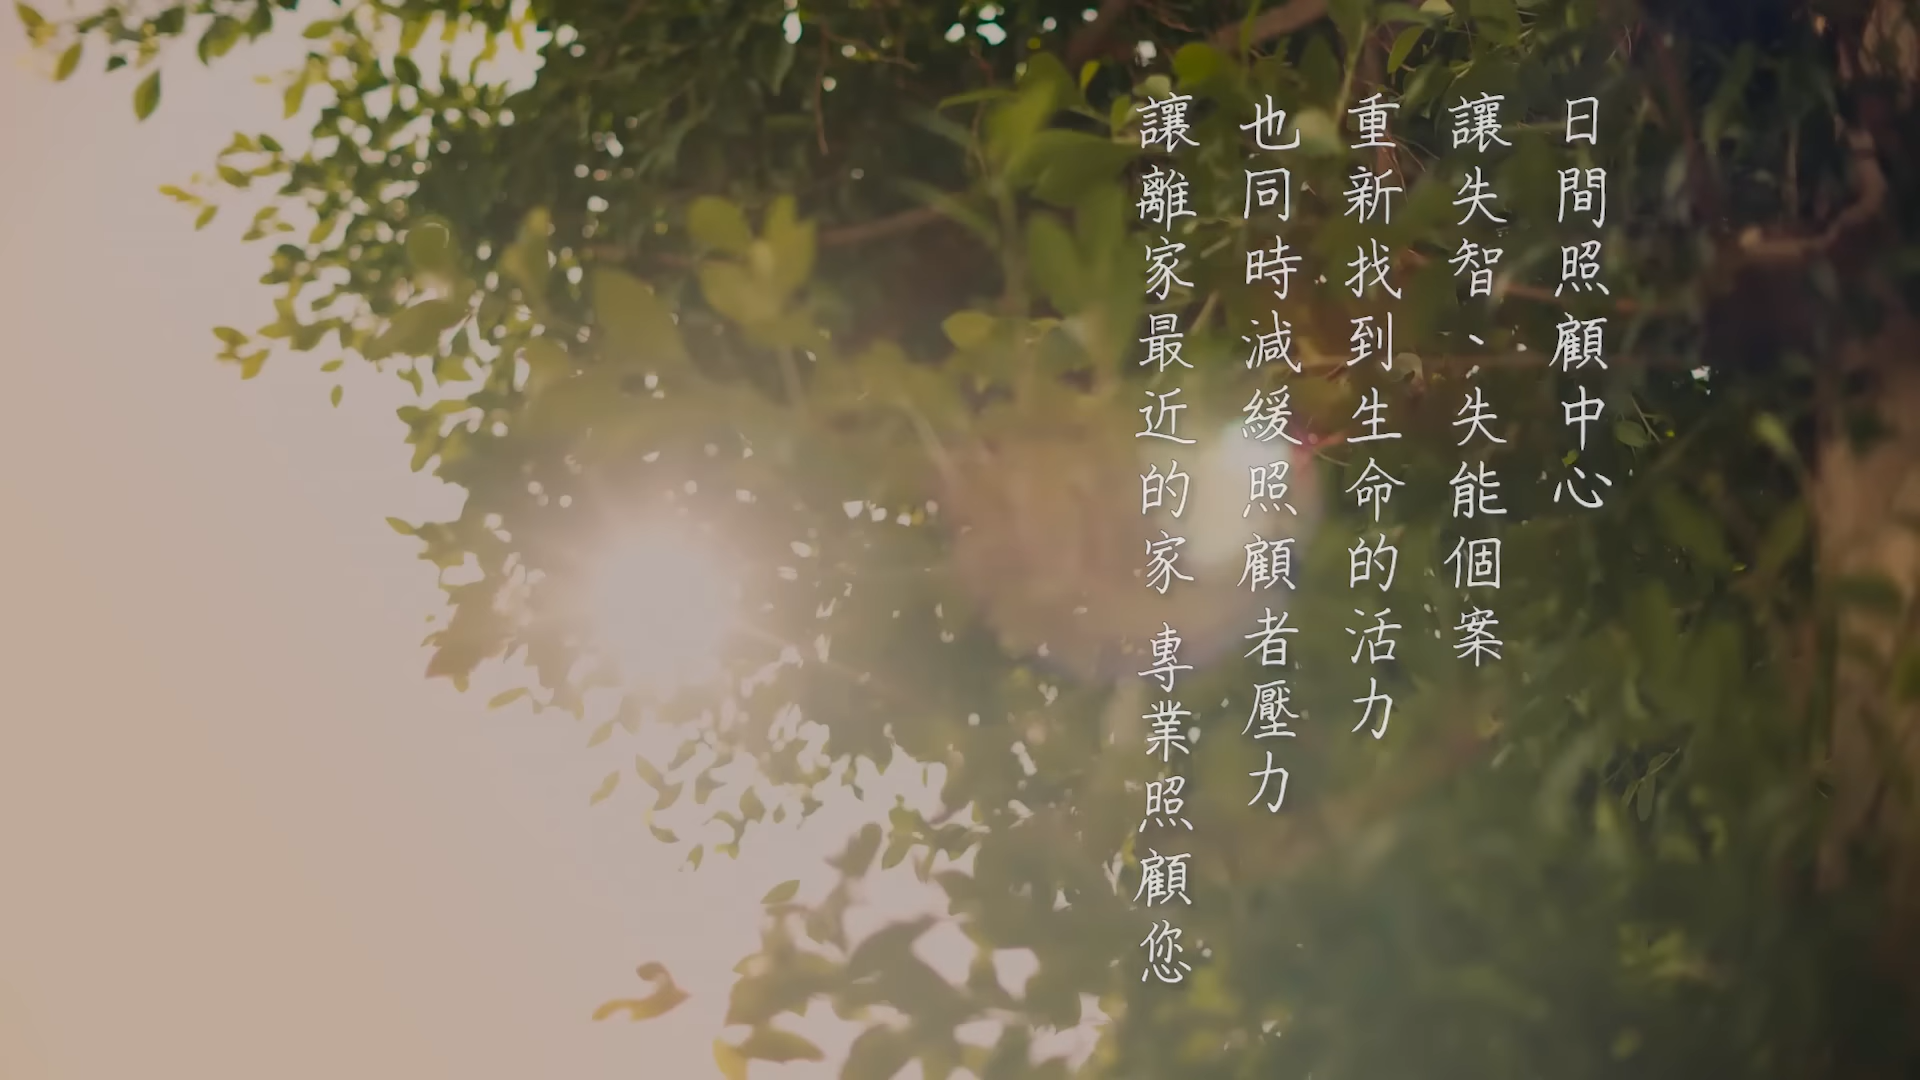 日間照顧中心
讓失智、失能個案
重新找到生命的活力
也同時減緩照顧者壓力
讓離家最近的家 專業照顧您